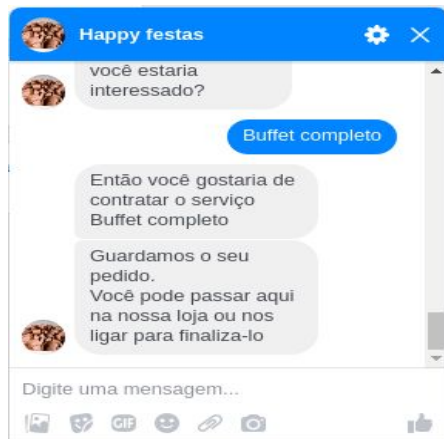 Happy festas
você estaria
interessado?
Buffet completo
Então você gostaria de
contratar o serviço
Buffet completo
Guardamos o seu
pedido.
Você pode passar aqui
na nossa loja ou nos
ligar para finaliza-lo
Digite uma mensagem...
GIF